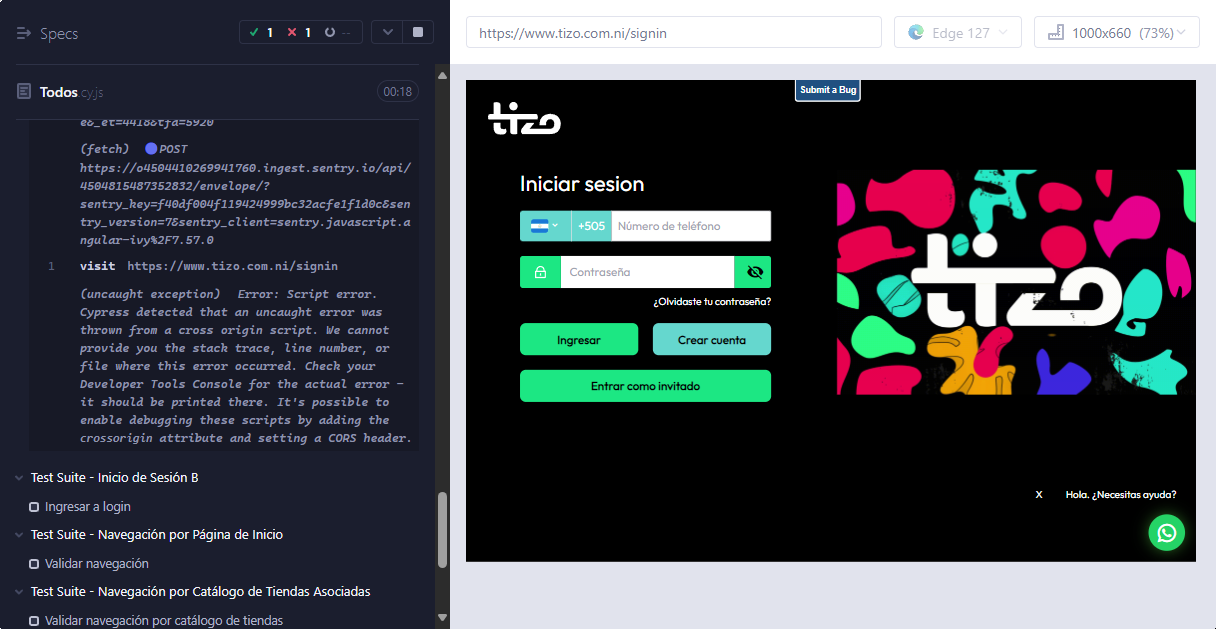 Specs
1
1
--
Todos.cy.js
00:18
e&_et=4418&tfd=5920
(fetch) POST
https://o4504410269941760.ingest.sentry.io/api/
4504815487352832/envelope/?
sentry_key=f40df004f119424999bc32acfe1f1d0c&sen
try_version=7&sentry_client=sentry.javascript.a
ngular-ivy%2F7.57.0
1 visit https://www.tizo.com.ni/signin
(uncaught exception) Error: Script error.
Cypress detected that an uncaught error was
thrown from a cross origin script. We cannot
provide you the stack trace, line number, or
file where this error occurred. Check your
Developer Tools Console for the actual error -
it should be printed there. It's possible to
enable debugging these scripts by adding the
crossorigin attribute and setting a CORS header.
Test Suite - Inicio de Sesión B
Ingresar a login
Test Suite - Navegación por Página de Inicio
Validar navegación
Test Suite - Navegación por Catálogo de Tiendas Asociadas
Validar navegación por catálogo de tiendas
https://www.tizo.com.ni/signin
Edge 127
1000x660 (73%)
Submit a Bug
tizo
Iniciar sesion
+505 Número de teléfono
Contraseña
¿Olvidaste tu contraseña?
Ingresar
Crear cuenta
Entrar como invitado
tizo
X Hola. ¿Necesitas ayuda?